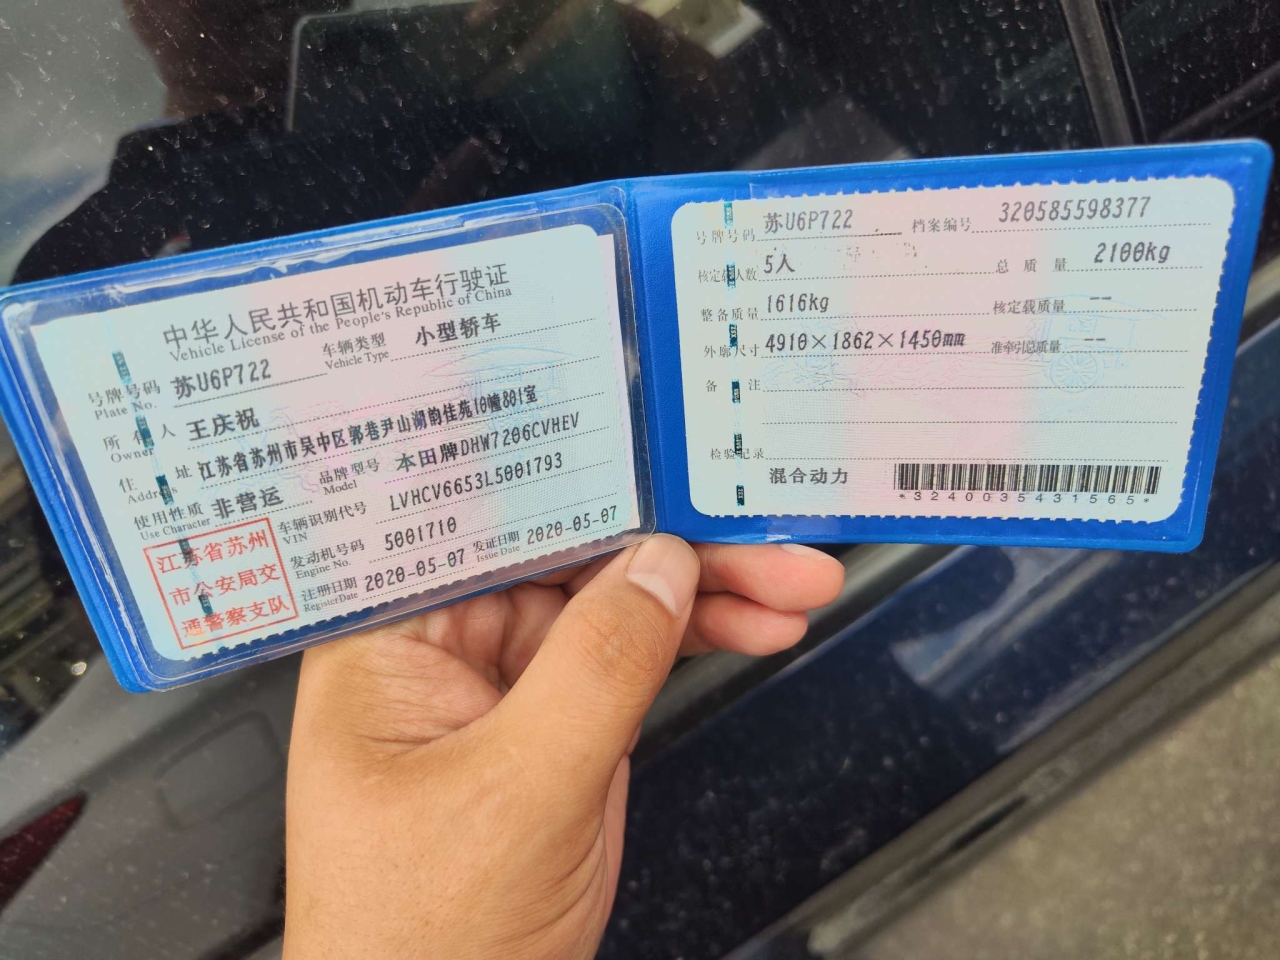 中华人民共和国机动车行驶证
Vehicle License of the People's Republic of China
号牌号码 苏U6P722 车辆类型 小型轿车
Plate No. Vehicle Type
所有人 王庆祝
Owner
住址 江苏省苏州市吴中区郭巷尹山湖韵佳苑10幢801室
Address
使用性质 非营运 品牌型号 本田牌DHW7206CVHEV
Use Character Model
车辆识别代号 LVHCV6653L5001793
VIN
发动机号码 5001710
Engine No.
注册日期 2020-05-07 发证日期 2020-05-07
Register Date Issue Date
江苏省苏州
市公安局交
通警察支队
号牌号码 苏U6P722 档案编号 320585598377
核定载人数 5人 总质量 2100kg
整备质量 1616kg 核定载质量 --
外廓尺寸 4910×1862×1450mm 准牵引总质量 --
备注
检验记录
混合动力
*3240035431565*